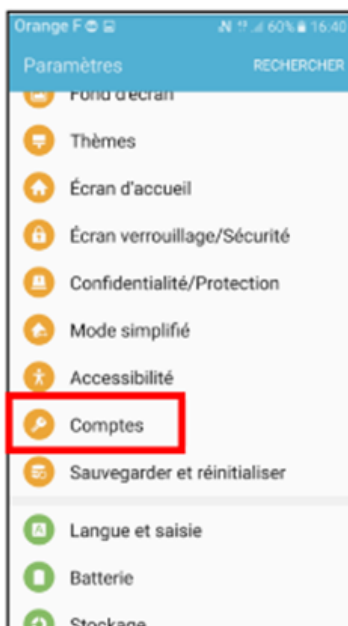 Orange F 60% 16:40
Paramètres RECHERCHER
Fond d'écran
Thèmes
Écran d'accueil
Écran verrouillage/Sécurité
Confidentialité/Protection
Mode simplifié
Accessibilité
Comptes
Sauvegarder et réinitialiser
Langue et saisie
Batterie
Stockage